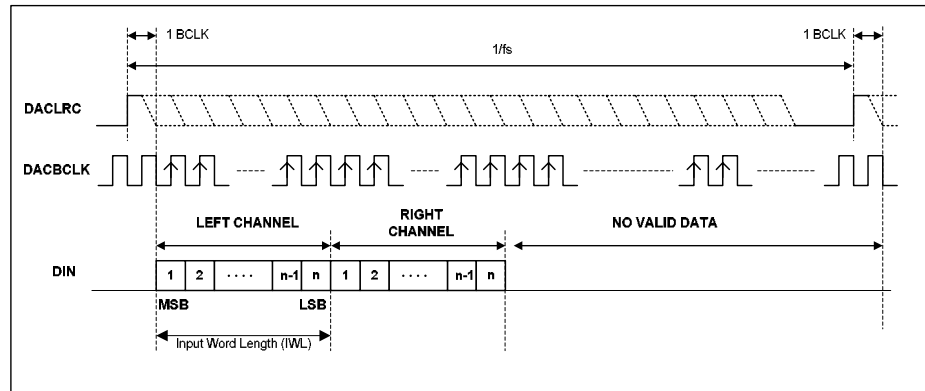 1 BCLK
1 BCLK
1/fs
DACLRC
DACBCLK
LEFT CHANNEL
RIGHT
CHANNEL
NO VALID DATA
DIN
1 2 · · · · n-1 n 1 2 · · · · n-1 n
MSB
LSB
Input Word Length (IWL)